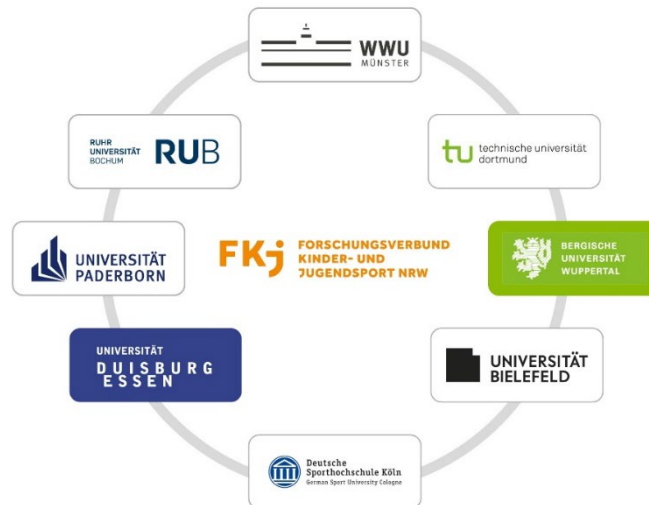 WWU
MÜNSTER
RUHR
UNIVERSITÄT
BOCHUM
RUB
tu technische universität
dortmund
UNIVERSITÄT
PADERBORN
FKj
FORSCHUNGSVERBUND
KINDER- UND
JUGENDSPORT NRW
BERGISCHE
UNIVERSITÄT
WUPPERTAL
UNIVERSITÄT
DUISBURG
ESSEN
UNIVERSITÄT
BIELEFELD
Deutsche
Sporthochschule Köln
German Sport University Cologne